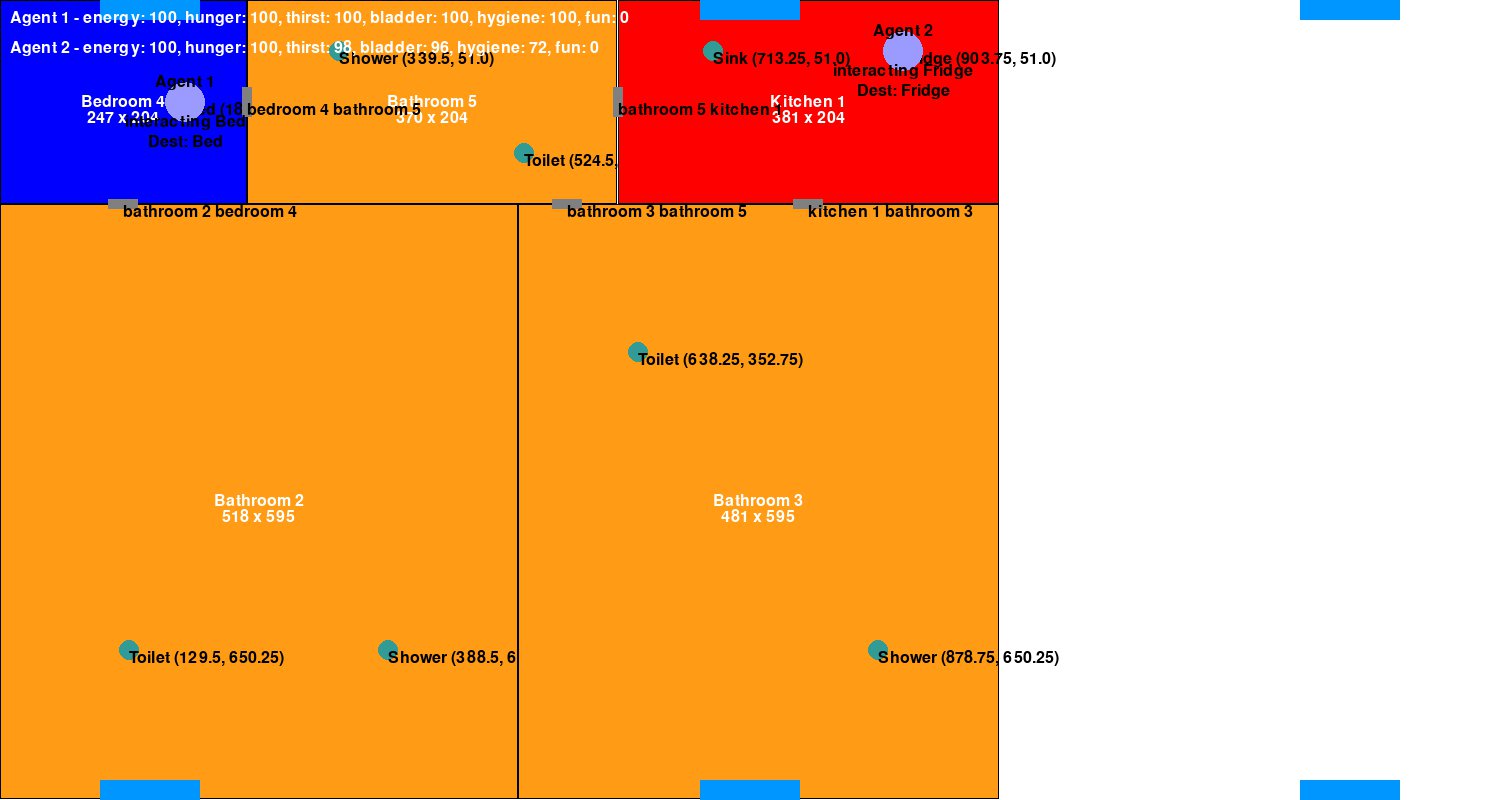 Agent 1 - energy: 100, hunger: 100, thirst: 100, bladder: 100, hygiene: 100, fun: 0
Agent 2 - energy: 100, hunger: 100, thirst: 98, bladder: 96, hygiene: 72, fun: 0
Agent 2
Shower (339.5, 51.0)
Sink (713.25, 51.0)
(903.75, 51.0)
interacting Fridge
Dest: Fridge
Agent 1
Bedroom 4
247 x 204
bedroom 4 bathroom 5
Bathroom 5
370 x 204
bathroom 5 kitchen 1
Kitchen 1
381 x 204
interacting Bed
Dest: Bed
Toilet (524.5,
bathroom 2 bedroom 4
bathroom 3 bathroom 5
kitchen 1 bathroom 3
Toilet (638.25, 352.75)
Bathroom 2
518 x 595
Bathroom 3
481 x 595
Toilet (129.5, 650.25)
Shower (388.5, 6
Shower (878.75, 650.25)